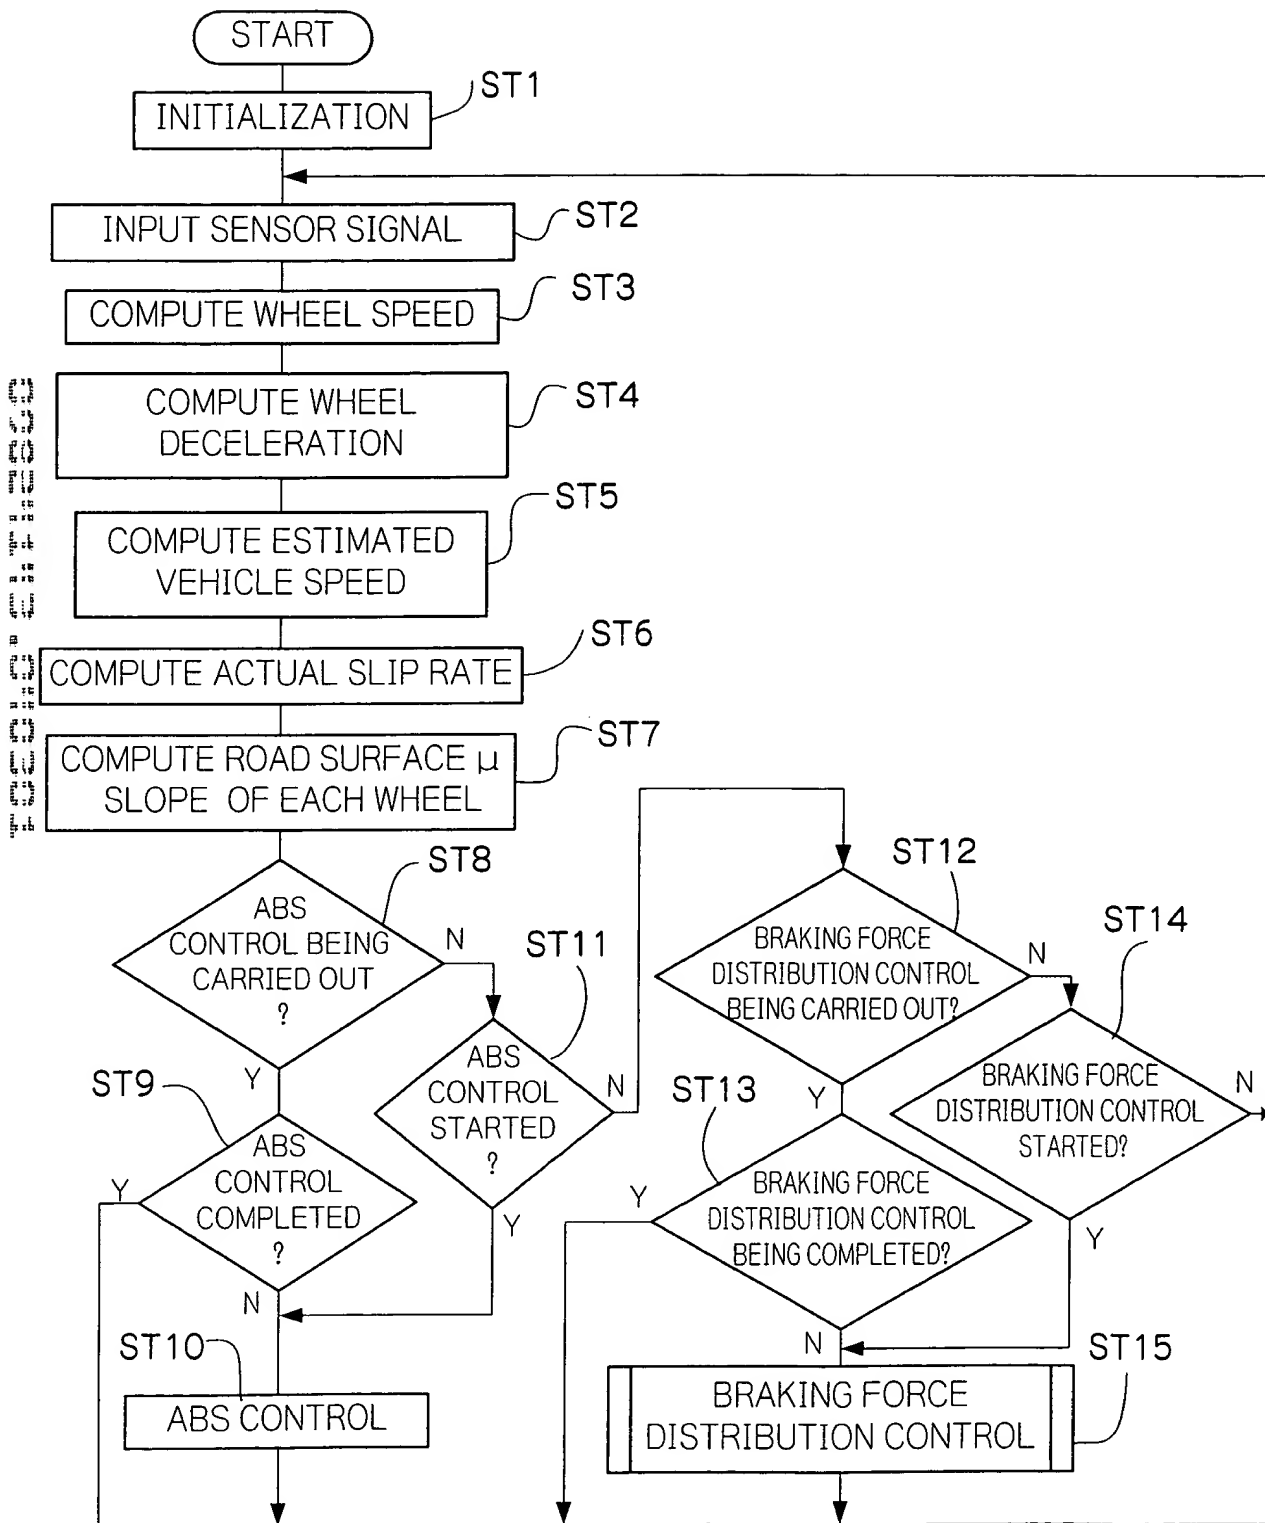 START
ST1
INITIALIZATION
ST2
INPUT SENSOR SIGNAL
ST3
COMPUTE WHEEL SPEED
ST4
COMPUTE WHEEL
DECELERATION
ST5
COMPUTE ESTIMATED
VEHICLE SPEED
ST6
COMPUTE ACTUAL SLIP RATE
ST7
COMPUTE ROAD SURFACE μ
SLOPE OF EACH WHEEL
ST8
ABS
CONTROL BEING
CARRIED OUT
?
N
Y
ST11
ABS
CONTROL
STARTED
?
N
Y
ST9
ABS
CONTROL
COMPLETED
?
Y
N
ST10
ABS CONTROL
ST12
BRAKING FORCE
DISTRIBUTION CONTROL
BEING CARRIED OUT?
N
Y
ST14
BRAKING FORCE
DISTRIBUTION CONTROL
STARTED?
N
Y
ST13
BRAKING FORCE
DISTRIBUTION CONTROL
BEING COMPLETED?
Y
N
ST15
BRAKING FORCE
DISTRIBUTION CONTROL